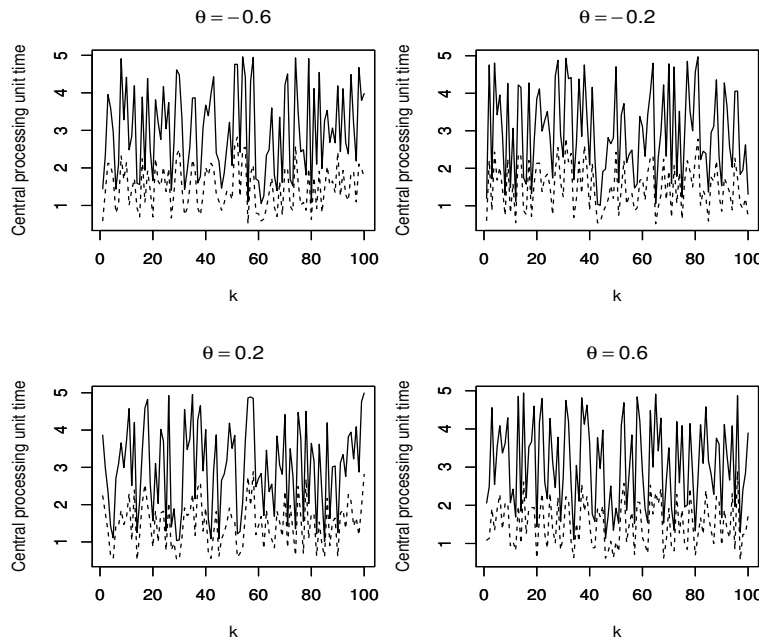 θ = −0.6
Central processing unit time
5
4
3
2
1
0 20 40 60 80 100
k
θ = −0.2
Central processing unit time
5
4
3
2
1
0 20 40 60 80 100
k
θ = 0.2
Central processing unit time
5
4
3
2
1
0 20 40 60 80 100
k
θ = 0.6
Central processing unit time
5
4
3
2
1
0 20 40 60 80 100
k